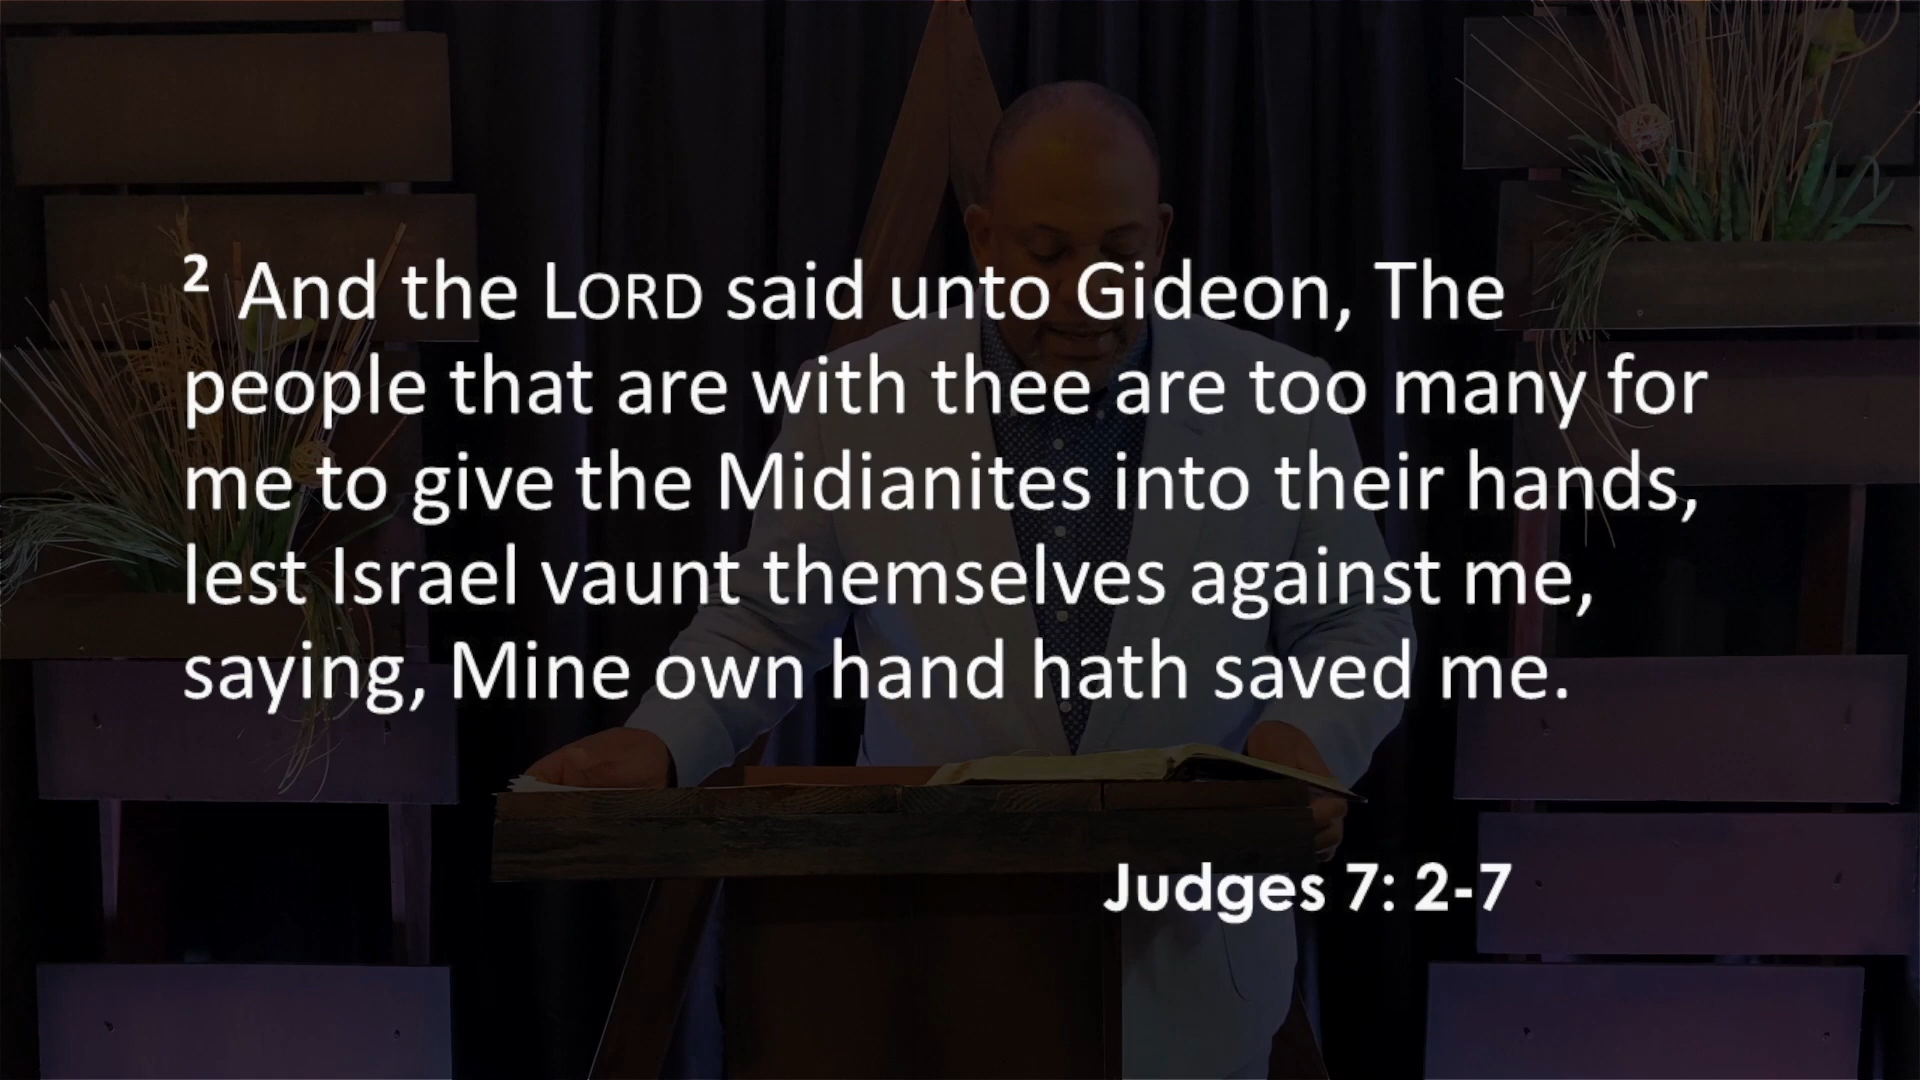 ² And the LORD said unto Gideon, The
people that are with thee are too many for
me to give the Midianites into their hands,
lest Israel vaunt themselves against me,
saying, Mine own hand hath saved me.
Judges 7: 2-7